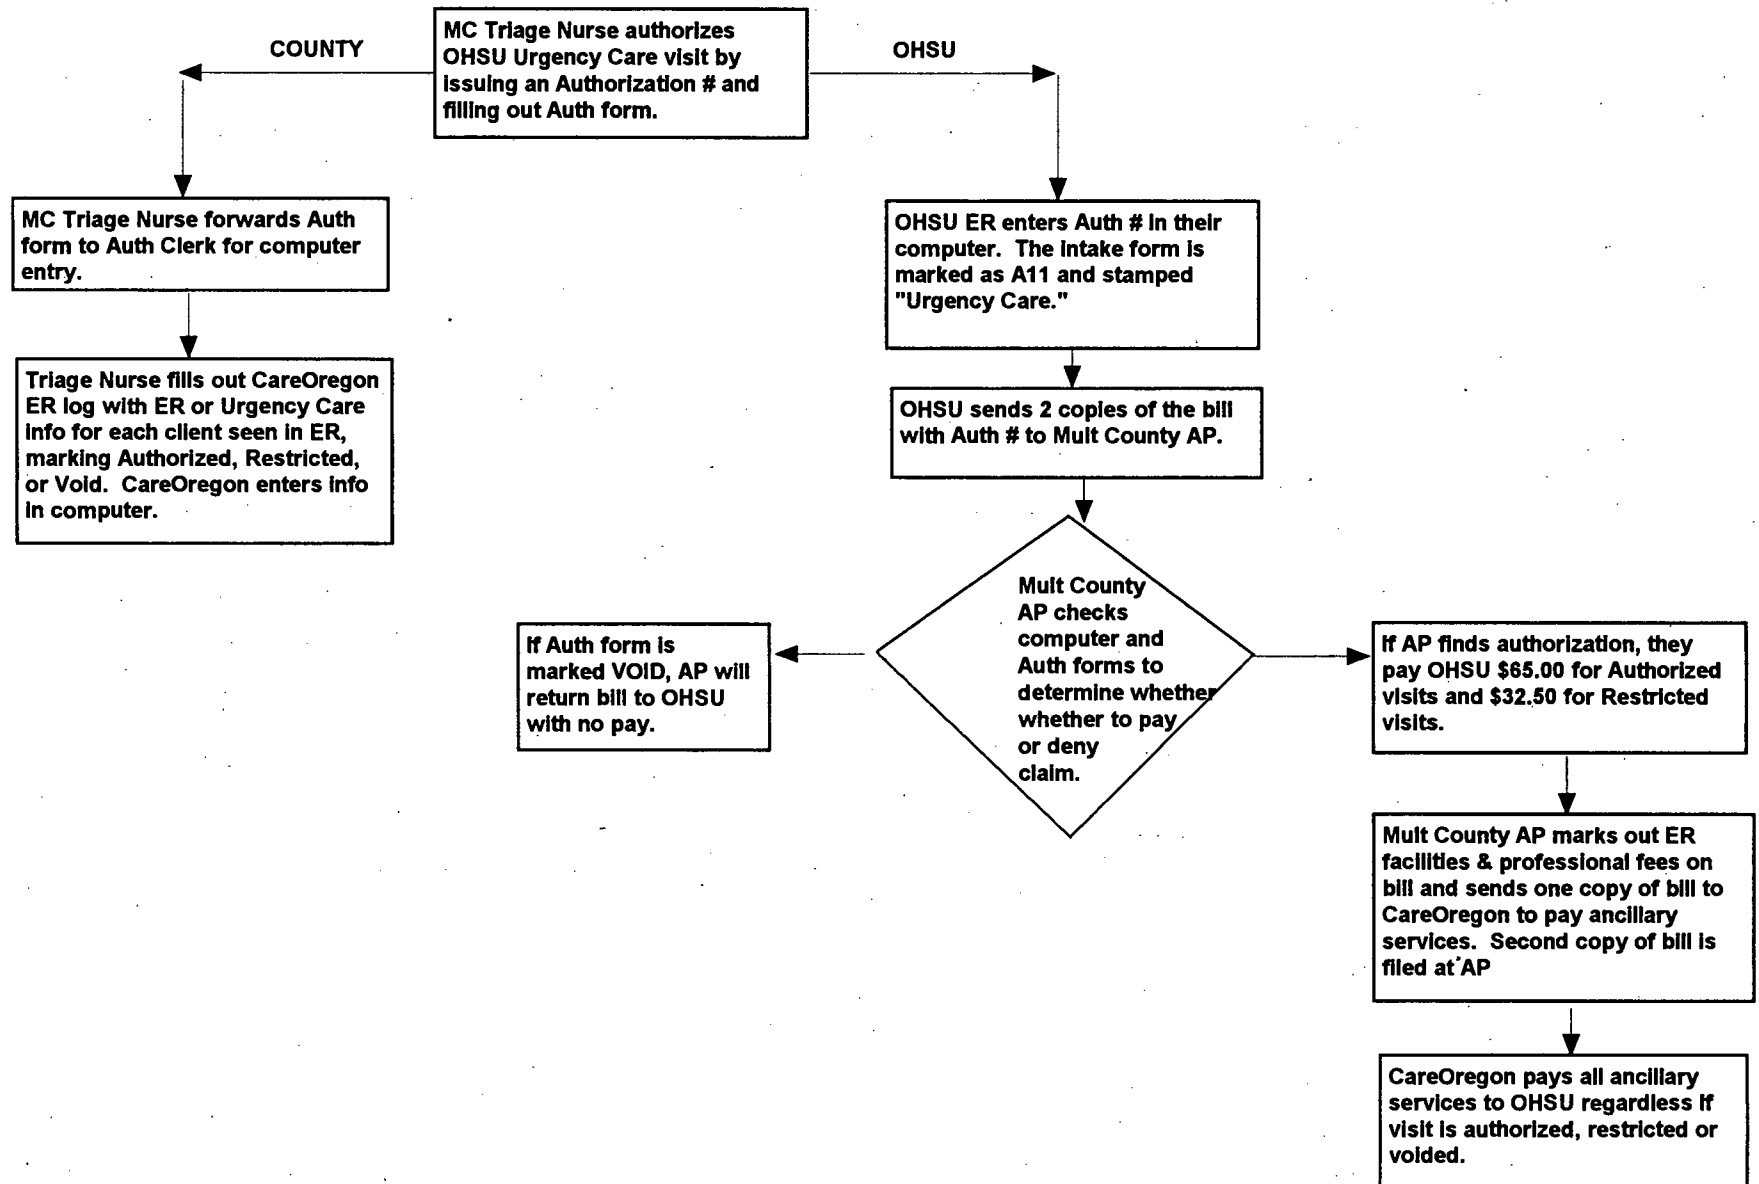 COUNTY
MC Triage Nurse authorizes
OHSU Urgency Care visit by
issuing an Authorization # and
filling out Auth form.
OHSU
MC Triage Nurse forwards Auth
form to Auth Clerk for computer
entry.
Triage Nurse fills out CareOregon
ER log with ER or Urgency Care
info for each client seen in ER,
marking Authorized, Restricted,
or Void. CareOregon enters info
in computer.
OHSU ER enters Auth # in their
computer. The intake form is
marked as A11 and stamped
"Urgency Care."
OHSU sends 2 copies of the bill
with Auth # to Mult County AP.
Mult County
AP checks
computer and
Auth forms to
determine whether
whether to pay
or deny
claim.
If Auth form is
marked VOID, AP will
return bill to OHSU
with no pay.
If AP finds authorization, they
pay OHSU $65.00 for Authorized
visits and $32.50 for Restricted
visits.
Mult County AP marks out ER
facilities & professional fees on
bill and sends one copy of bill to
CareOregon to pay ancillary
services. Second copy of bill is
filed at AP
CareOregon pays all ancillary
services to OHSU regardless if
visit is authorized, restricted or
voided.